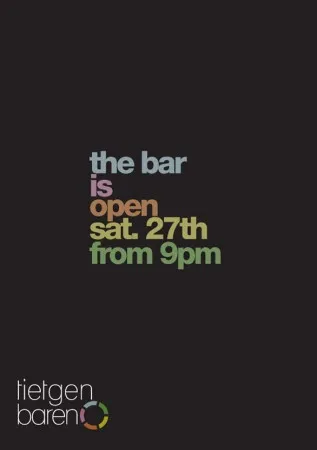 the bar
is
open
sat. 27th
from 9pm
tietgen
baren